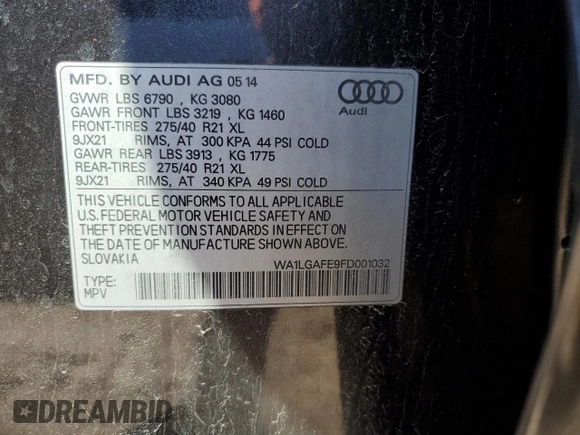 MFD. BY AUDI AG 05 14
GVWR LBS 6790 , KG 3080
GAWR FRONT LBS 3219 , KG 1460
FRONT-TIRES 275/40 R21 XL
9JX21 RIMS, AT 300 KPA 44 PSI COLD
GAWR REAR LBS 3913 , KG 1775
REAR-TIRES 275/40 R21 XL
9JX21 RIMS, AT 340 KPA 49 PSI COLD
Audi
THIS VEHICLE CONFORMS TO ALL APPLICABLE
U.S. FEDERAL MOTOR VEHICLE SAFETY AND
THEFT PREVENTION STANDARDS IN EFFECT ON
THE DATE OF MANUFACTURE SHOWN ABOVE.
SLOVAKIA
WA1LGAFE9FD001032
TYPE:
MPV
DREAMBID